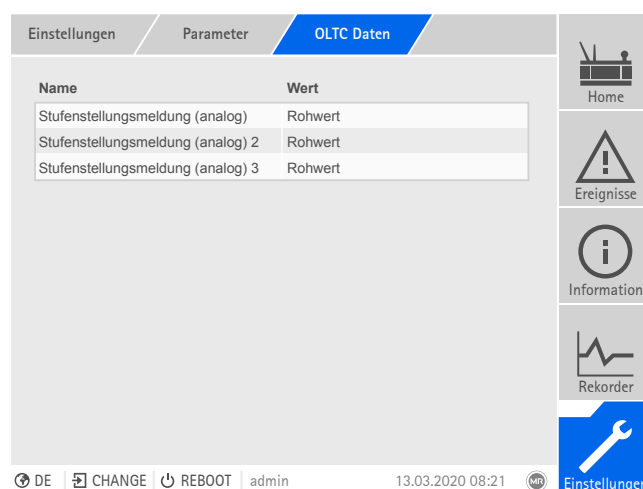 Einstellungen Parameter OLTC Daten
Name Wert
Stufenstellungsmeldung (analog) Rohwert
Stufenstellungsmeldung (analog) 2 Rohwert
Stufenstellungsmeldung (analog) 3 Rohwert
Home
Ereignisse
Information
Rekorder
Einstellungen
DE CHANGE REBOOT admin 13.03.2020 08:21 MR